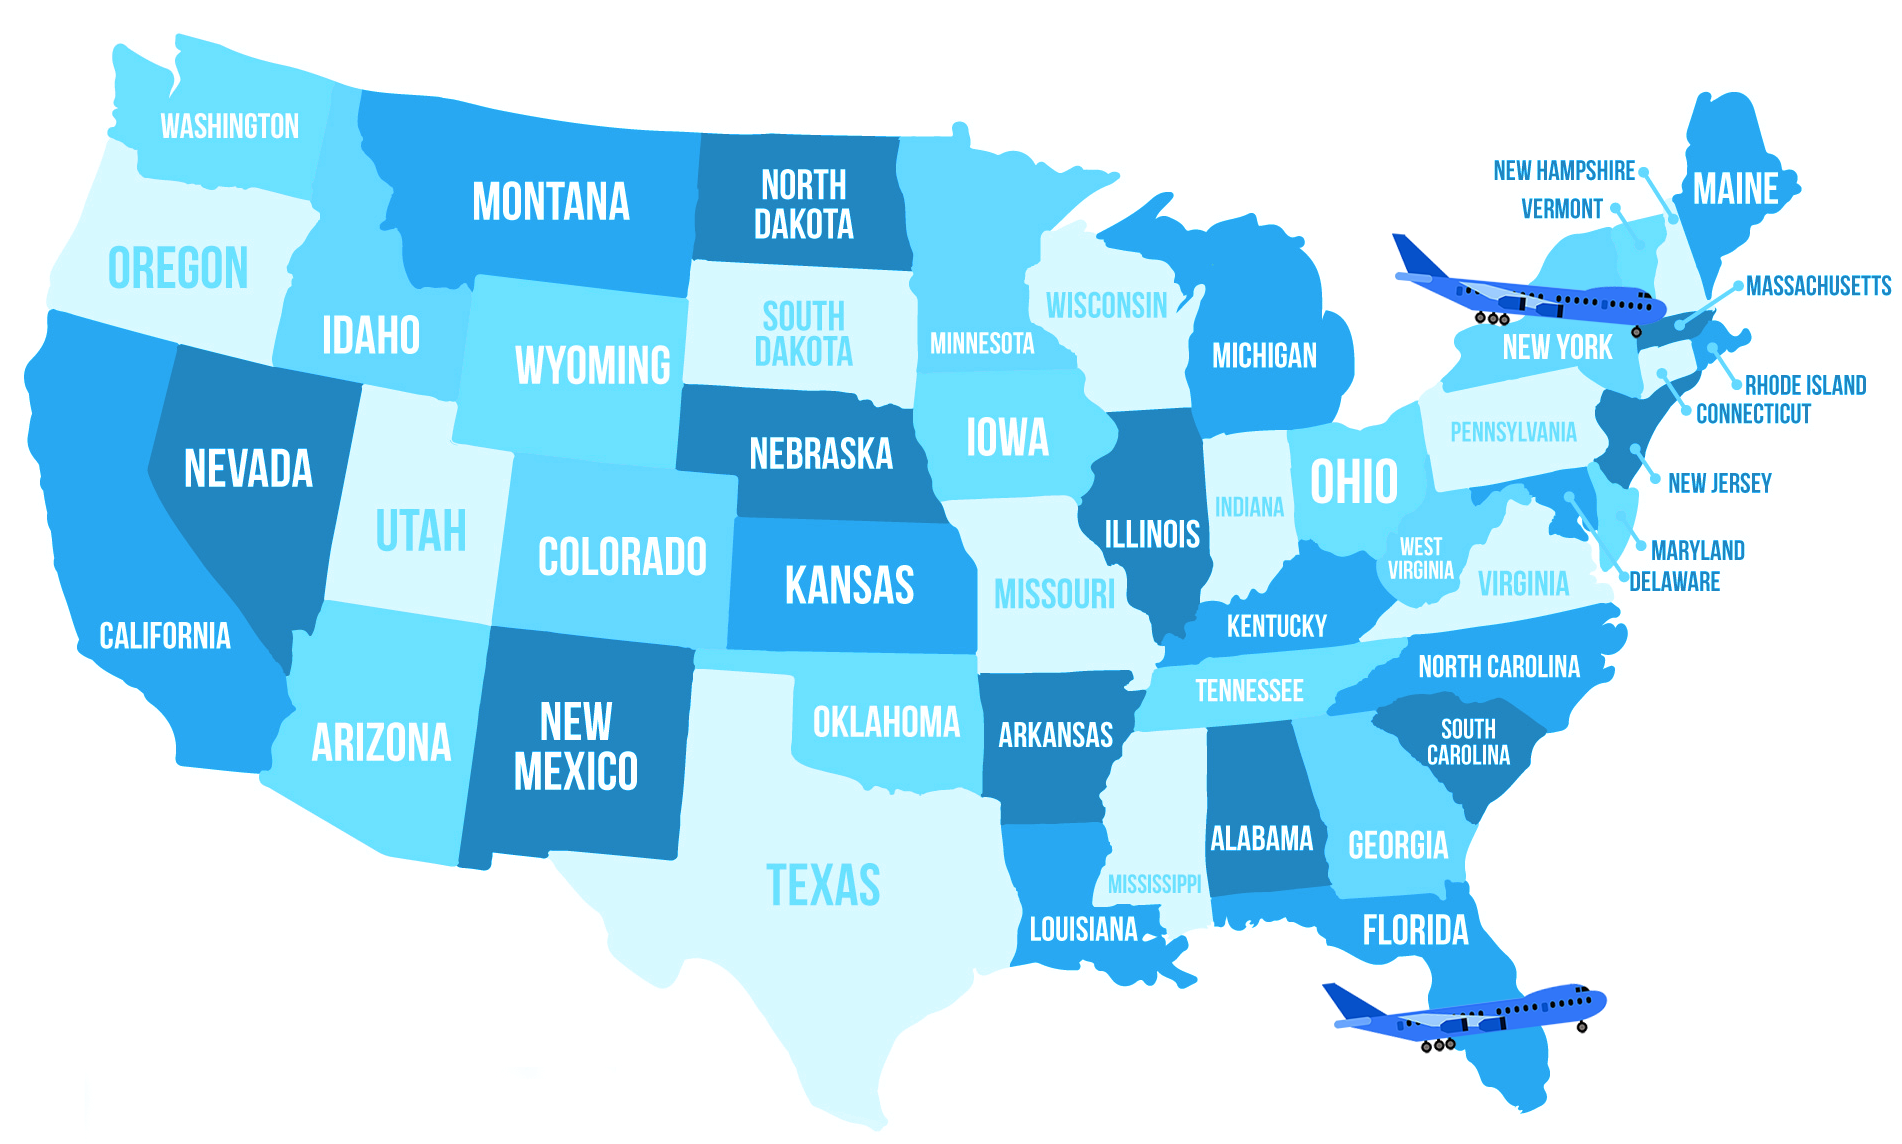 WASHINGTON
MONTANA
NORTH
DAKOTA
NEW HAMPSHIRE
MAINE
VERMONT
OREGON
IDAHO
WYOMING
SOUTH
DAKOTA
MINNESOTA
WISCONSIN
MICHIGAN
NEW YORK
MASSACHUSETTS
RHODE ISLAND
CONNECTICUT
NEVADA
UTAH
COLORADO
NEBRASKA
IOWA
ILLINOIS
INDIANA
OHIO
PENNSYLVANIA
NEW JERSEY
CALIFORNIA
KANSAS
MISSOURI
KENTUCKY
WEST
VIRGINIA
VIRGINIA
MARYLAND
DELAWARE
ARIZONA
NEW
MEXICO
OKLAHOMA
ARKANSAS
TENNESSEE
NORTH CAROLINA
SOUTH
CAROLINA
TEXAS
LOUISIANA
MISSISSIPPI
ALABAMA
GEORGIA
FLORIDA